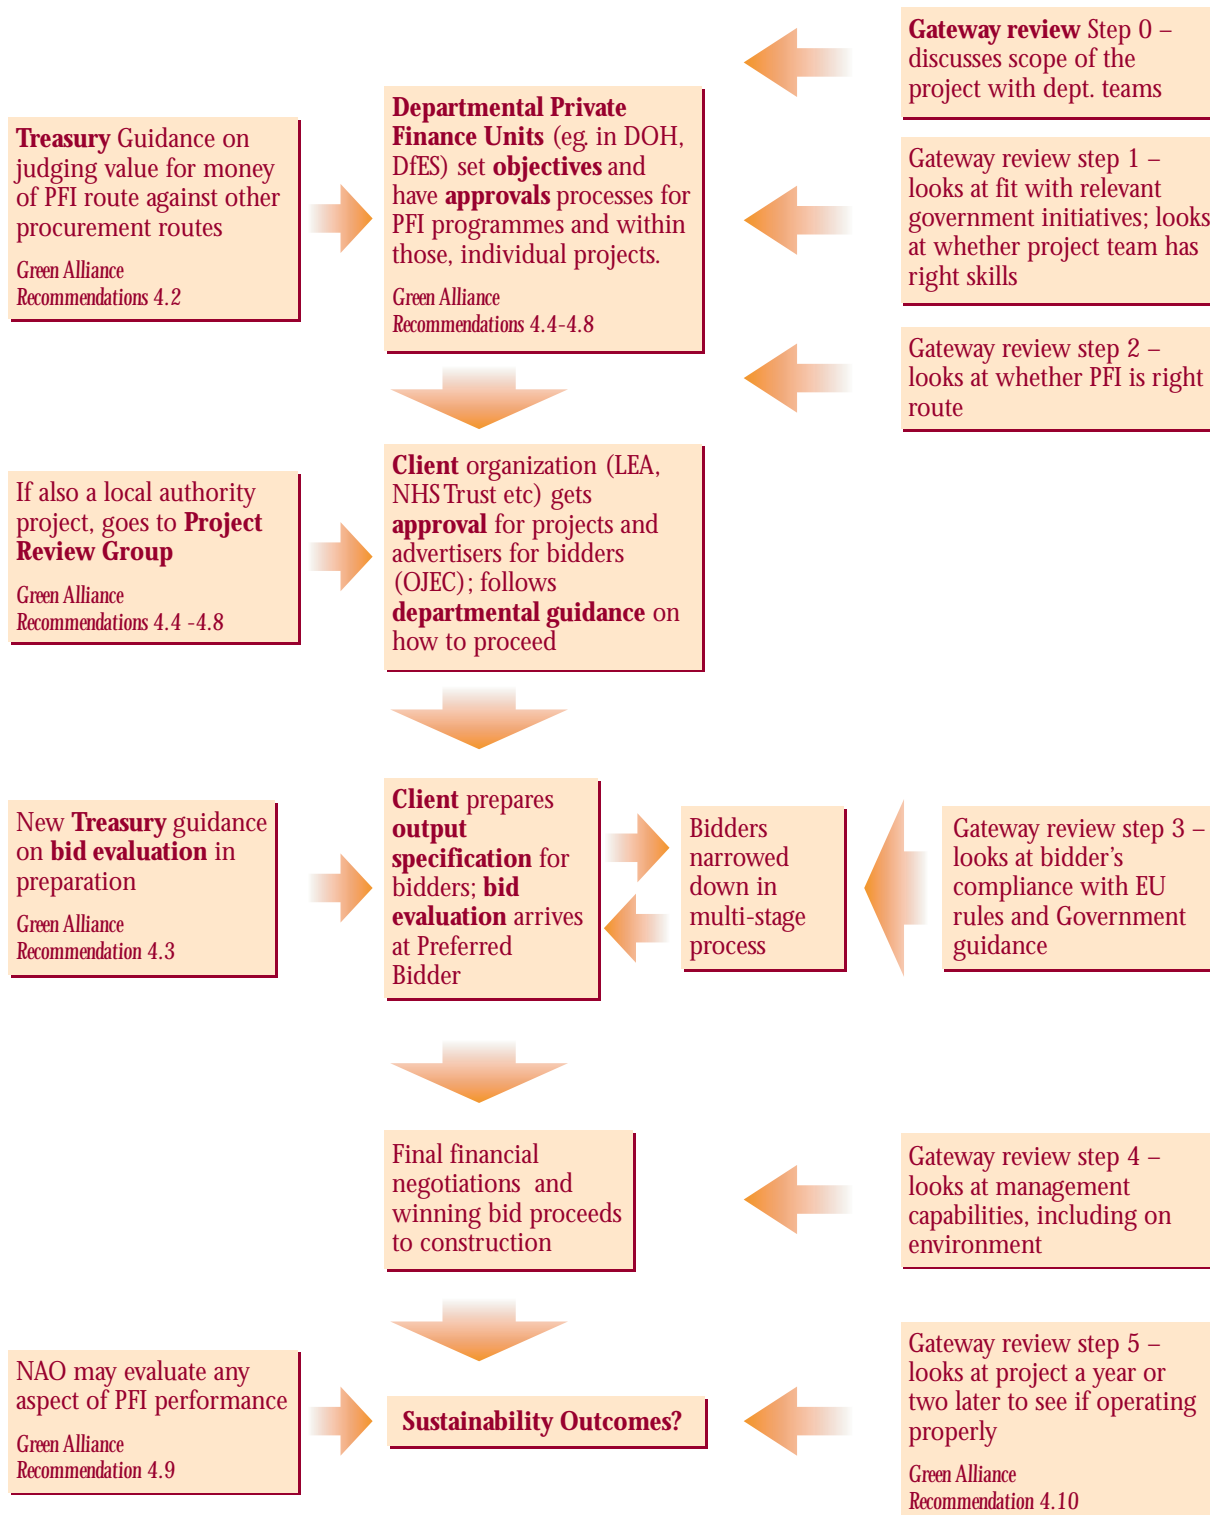 Gateway review Step 0 –
discusses scope of the
project with dept. teams
Treasury Guidance on
judging value for money
of PFI route against other
procurement routes
Green Alliance
Recommendations 4.2
Departmental Private
Finance Units (eg. in DOH,
DfES) set objectives and
have approvals processes for
PFI programmes and within
those, individual projects.
Green Alliance
Recommendations 4.4-4.8
Gateway review step 1 –
looks at fit with relevant
government initiatives; looks
at whether project team has
right skills
Gateway review step 2 –
looks at whether PFI is right
route
If also a local authority
project, goes to Project
Review Group
Green Alliance
Recommendations 4.4 -4.8
Client organization (LEA,
NHS Trust etc) gets
approval for projects and
advertisers for bidders
(OJEC); follows
departmental guidance on
how to proceed
New Treasury guidance
on bid evaluation in
preparation
Green Alliance
Recommendation 4.3
Client prepares
output
specification for
bidders; bid
evaluation arrives
at Preferred
Bidder
Bidders
narrowed
down in
multi-stage
process
Gateway review step 3 –
looks at bidder's
compliance with EU
rules and Government
guidance
Final financial
negotiations and
winning bid proceeds
to construction
Gateway review step 4 –
looks at management
capabilities, including on
environment
NAO may evaluate any
aspect of PFI performance
Green Alliance
Recommendation 4.9
Sustainability Outcomes?
Gateway review step 5 –
looks at project a year or
two later to see if operating
properly
Green Alliance
Recommendation 4.10